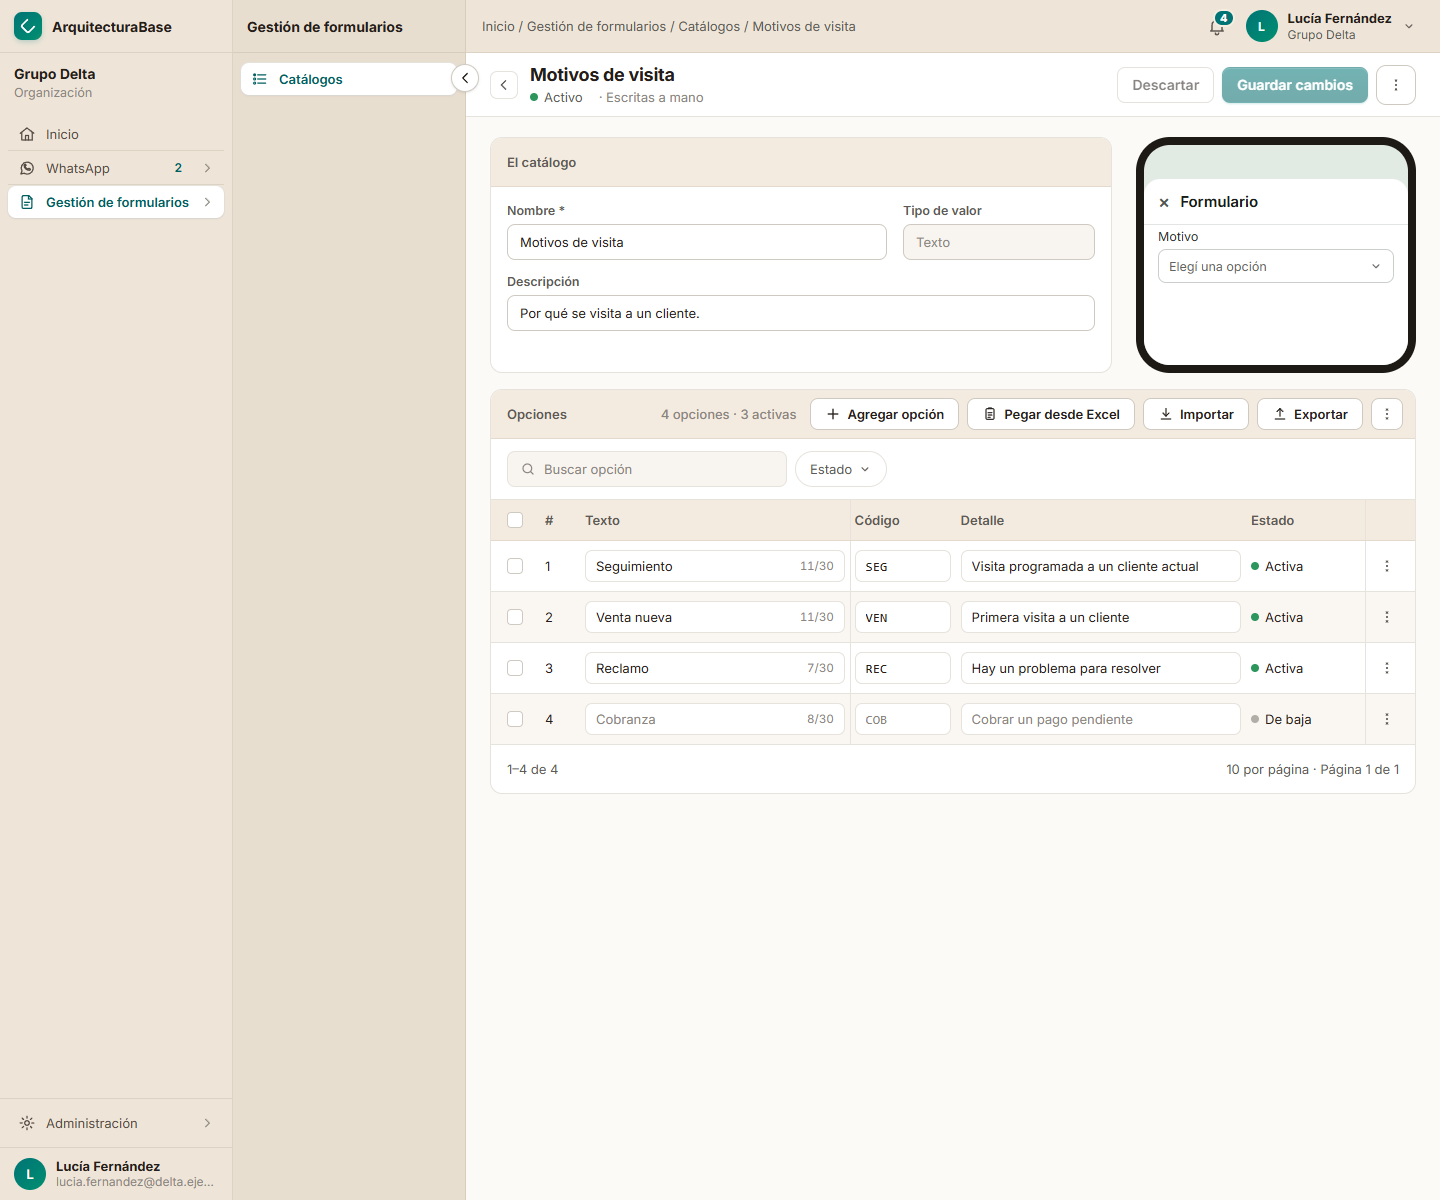 ArquitecturaBase
Gestión de formularios
Inicio / Gestión de formularios / Catálogos / Motivos de visita
4
L
Lucía Fernández
Grupo Delta
Grupo Delta
Organización
Inicio
WhatsApp 2
Gestión de formularios
Catálogos
Motivos de visita
Activo · Escritas a mano
Descartar
Guardar cambios
El catálogo
Nombre *
Motivos de visita
Tipo de valor
Texto
Descripción
Por qué se visita a un cliente.
Formulario
Motivo
Elegí una opción
Opciones
4 opciones · 3 activas
Agregar opción
Pegar desde Excel
Importar
Exportar
Buscar opción
Estado
# Texto Código Detalle Estado
1 Seguimiento 11/30 SEG Visita programada a un cliente actual Activa
2 Venta nueva 11/30 VEN Primera visita a un cliente Activa
3 Reclamo 7/30 REC Hay un problema para resolver Activa
4 Cobranza 8/30 COB Cobrar un pago pendiente De baja
1–4 de 4
10 por página · Página 1 de 1
Administración
L
Lucía Fernández
lucia.fernandez@delta.eje...